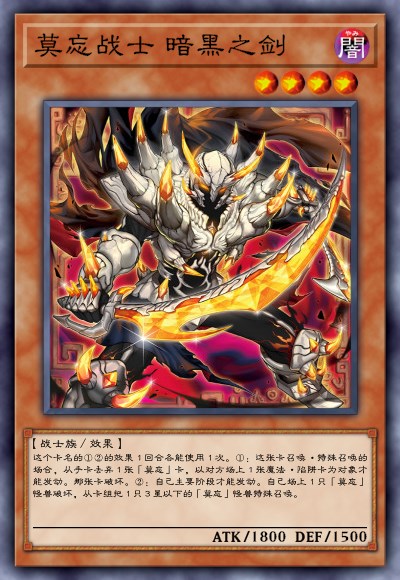 莫忘战士 暗黑之剑
やみ
闇
【战士族/效果】
这个卡名的①②的效果1回合各能使用1次。①：这张卡召唤·特殊召唤的
场合，从手卡丢弃1张「莫忘」卡，以对方场上1张魔法·陷阱卡为对象才
能发动。那张卡破坏。②：自己主要阶段才能发动。自己场上1只「莫忘」
怪兽破坏，从卡组把1只3星以下的「莫忘」怪兽特殊召唤。
ATK/1800 DEF/1500